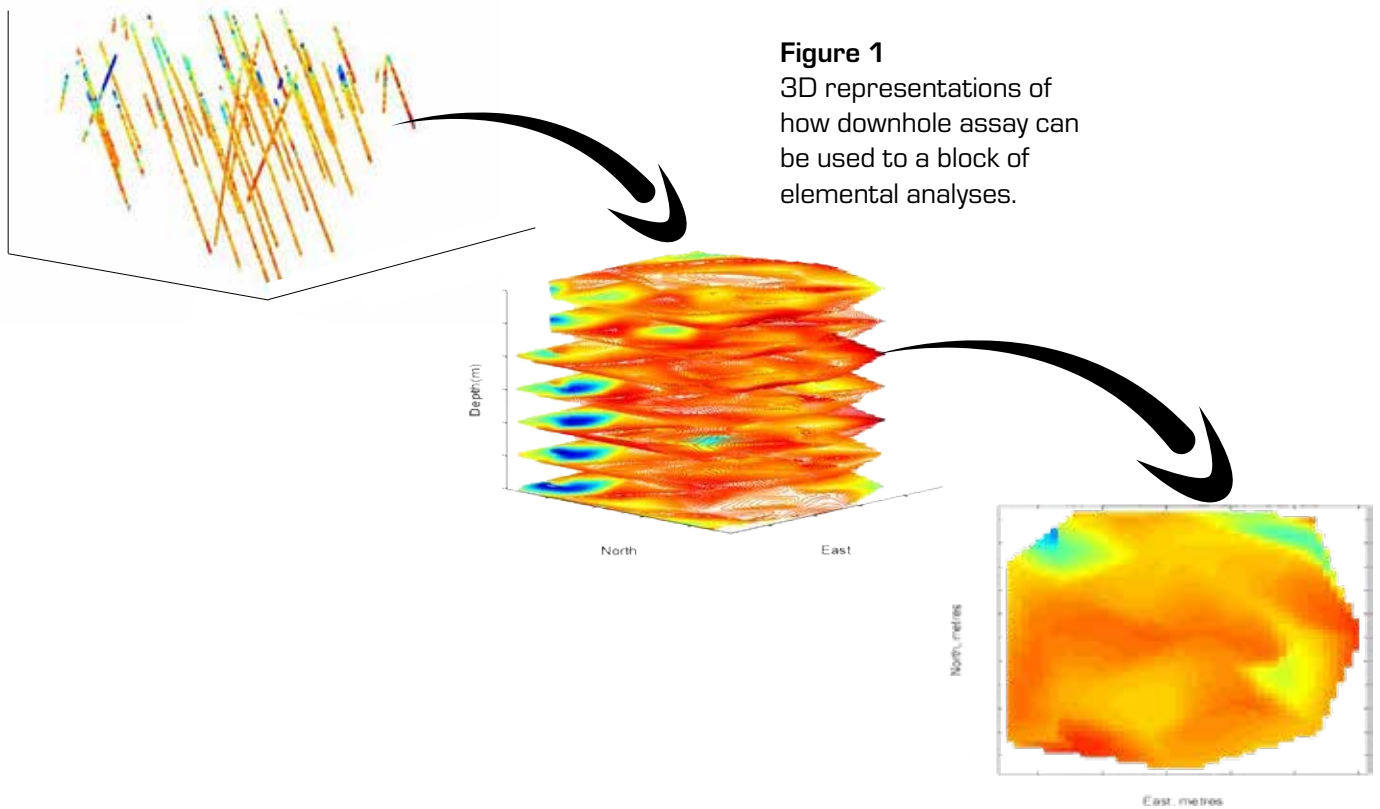 Figure 1
3D representations of
how downhole assay can
be used to a block of
elemental analyses.
Depth(m)
North
East
North, metres
East, metres